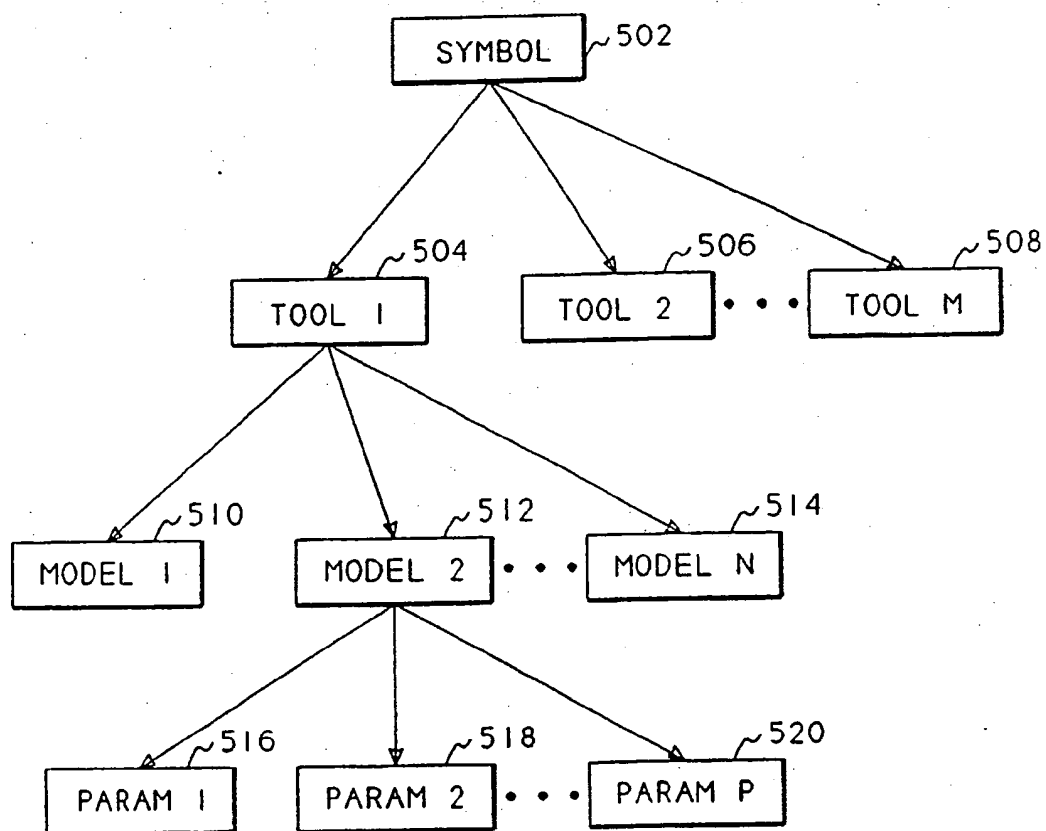 SYMBOL 502
504 506 508
TOOL 1 TOOL 2 • • • TOOL M
510 512 514
MODEL 1 MODEL 2 • • • MODEL N
516 518 520
PARAM 1 PARAM 2 • • • PARAM P